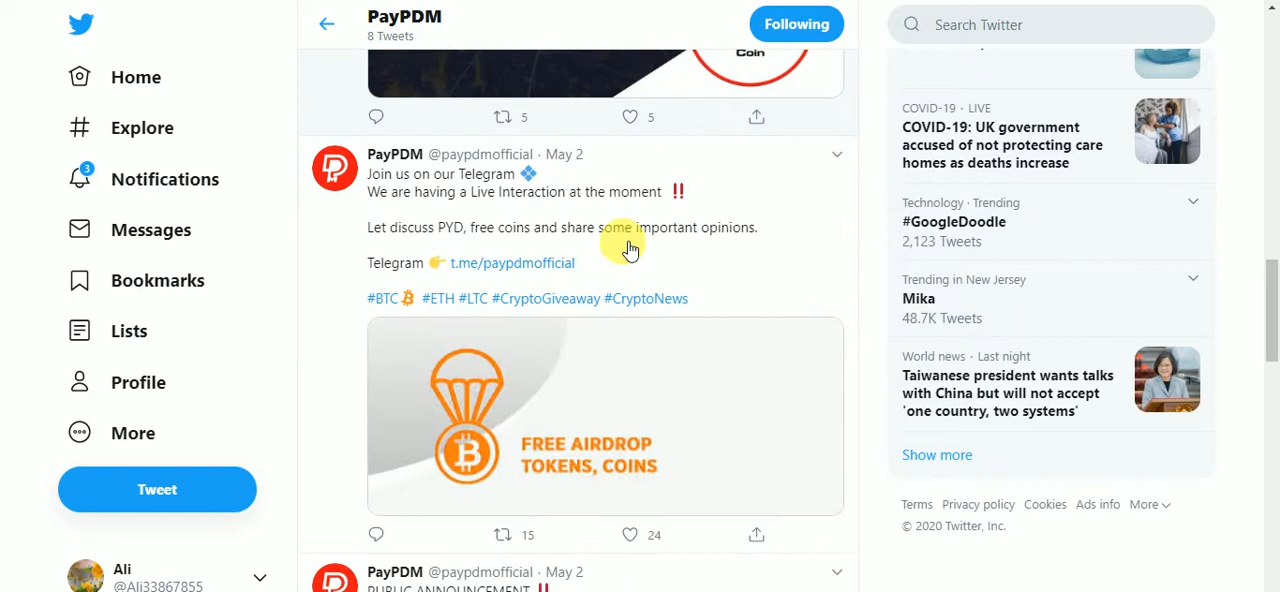 Home
Explore
3
Notifications
Messages
Bookmarks
Lists
Profile
More
Tweet
Ali
@Ali33867855
PayPDM
8 Tweets
Following
Coin
5
5
PayPDM @paypdmofficial · May 2
Join us on our Telegram
We are having a Live Interaction at the moment ‼
Let discuss PYD, free coins and share some important opinions.
Telegram 👉 t.me/paypdmofficial
#BTC #ETH #LTC #CryptoGiveaway #CryptoNews
FREE AIRDROP
TOKENS, COINS
15
24
PayPDM @paypdmofficial · May 2
PUBLIC ANNOUNCEMENT ‼
Search Twitter
COVID-19 · LIVE
COVID-19: UK government
accused of not protecting care
homes as deaths increase
Technology · Trending
#GoogleDoodle
2,123 Tweets
Trending in New Jersey
Mika
48.7K Tweets
World news · Last night
Taiwanese president wants talks
with China but will not accept
'one country, two systems'
Show more
Terms Privacy policy Cookies Ads info More
© 2020 Twitter, Inc.